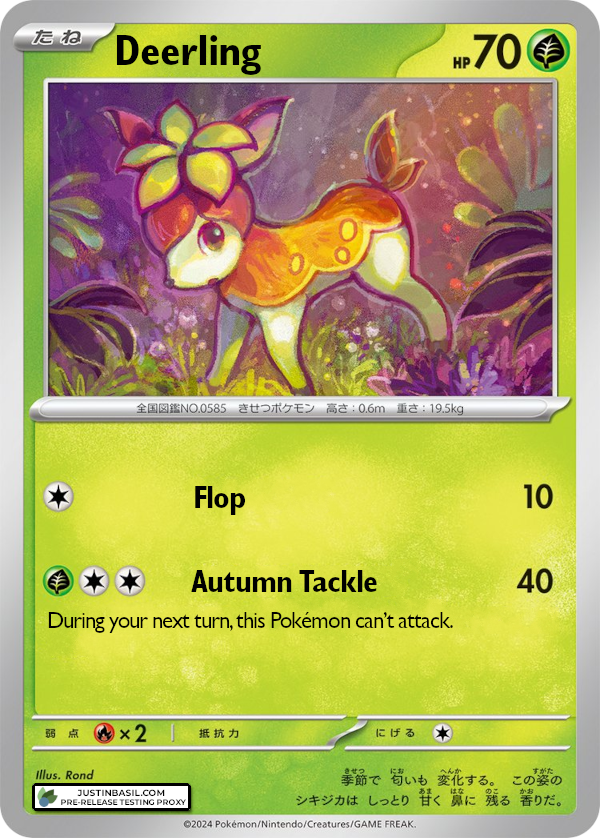 たね Deerling HP 70
全国図鑑NO.0585 きせつポケモン 高さ:0.6m 重さ:19.5kg
Flop 10
Autumn Tackle 40
During your next turn, this Pokémon can't attack.
弱点 ×2 抵抗力 にげる
Illus. Rond
JUSTINBASIL.COM
PRE-RELEASE TESTING PROXY
季節で 匂いも 変化する。 この姿の
シキジカは しっとり 甘く 鼻に 残る 香りだ。
©2024 Pokémon/Nintendo/Creatures/GAME FREAK.